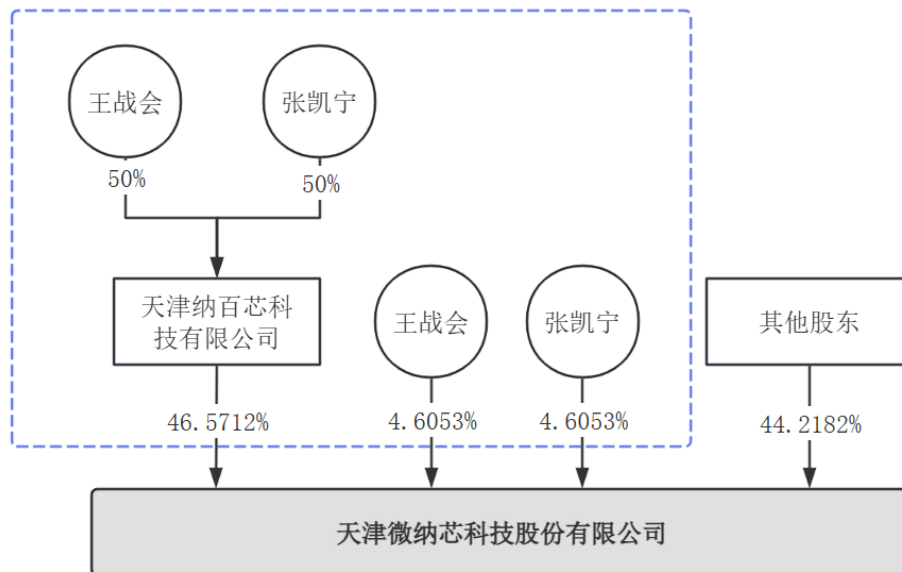 王战会
张凯宁
50%
50%
天津纳百芯科
技有限公司
王战会
张凯宁
其他股东
46.5712%
4.6053%
4.6053%
44.2182%
天津微纳芯科技股份有限公司